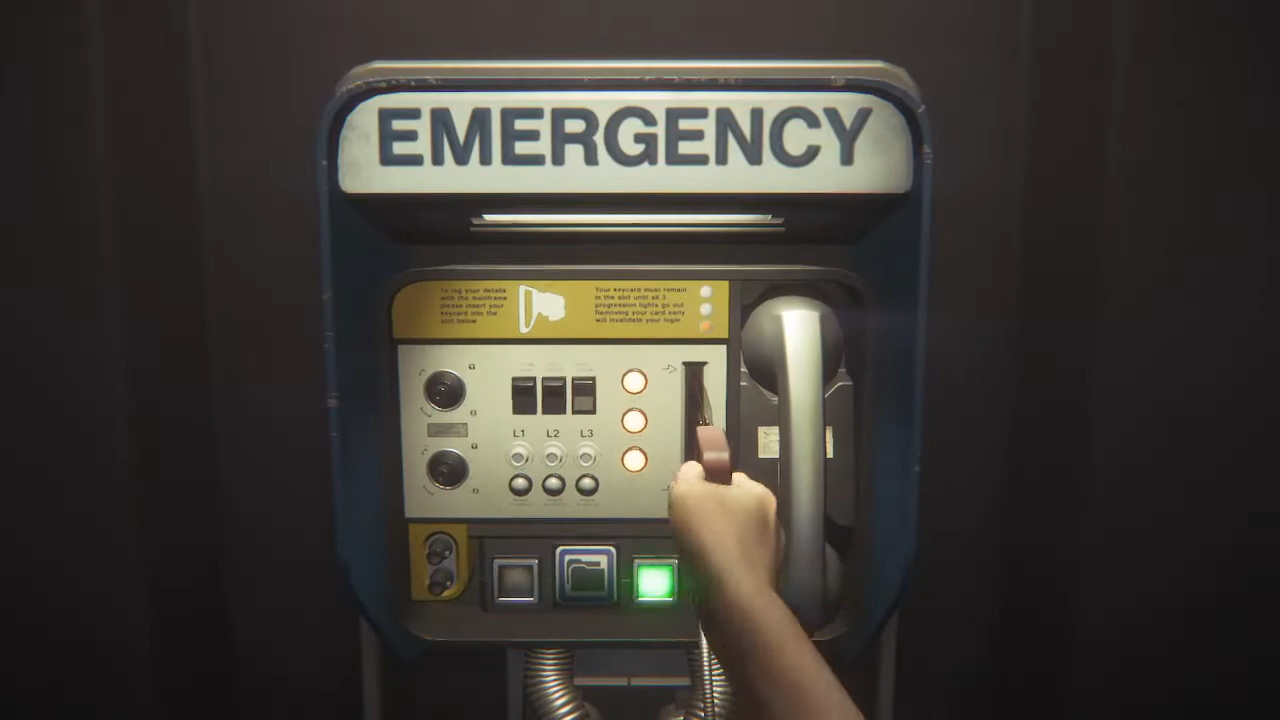 EMERGENCY
To log your details
with the mainframe
please insert your
keycard into the
slot below
Your keycard must remain
in the slot until all 3
progression lights go out.
Removing your card early
will invalidate your login
L1 L2 L3